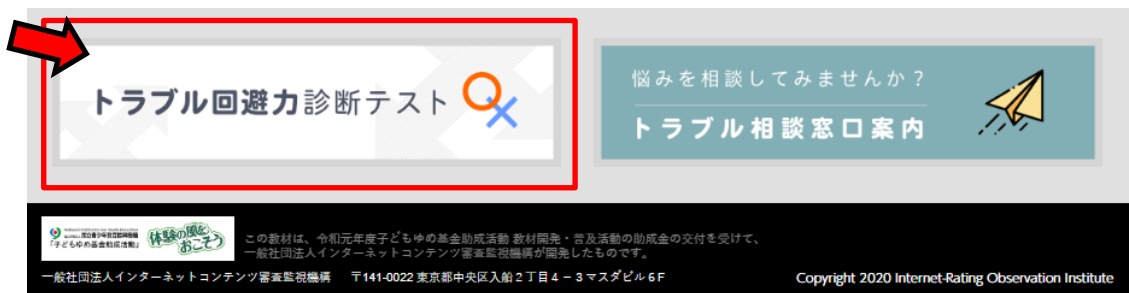 トラブル回避力診断テスト
悩みを相談してみませんか？
トラブル相談窓口案内
「子どもゆめ基金助成活動」
体験の風を
おこそう
この教材は、令和元年度子どもゆめ基金助成活動 教材開発・普及活動の助成金の交付を受けて、
一般社団法人インターネットコンテンツ審査監視機構が開発したものです。
一般社団法人インターネットコンテンツ審査監視機構　〒141-0022 東京都中央区入船２丁目４－３マスダビル６F
Copyright 2020 Internet-Rating Observation Institute